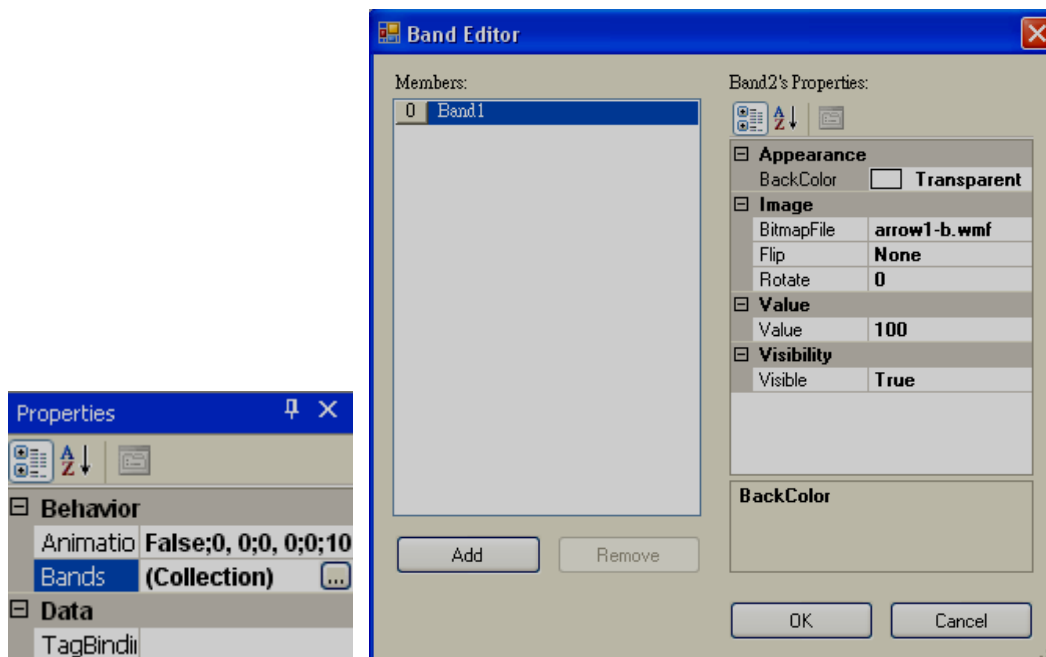 Properties
Behavior
Animatio False;0, 0;0, 0;0;10
Bands (Collection) ...
Data
TagBindi
Band Editor
Members:
0 Band1
Add Remove
Band2's Properties:
Appearance
BackColor Transparent
Image
BitmapFile arrow1-b.wmf
Flip None
Rotate 0
Value
Value 100
Visibility
Visible True
BackColor
OK Cancel